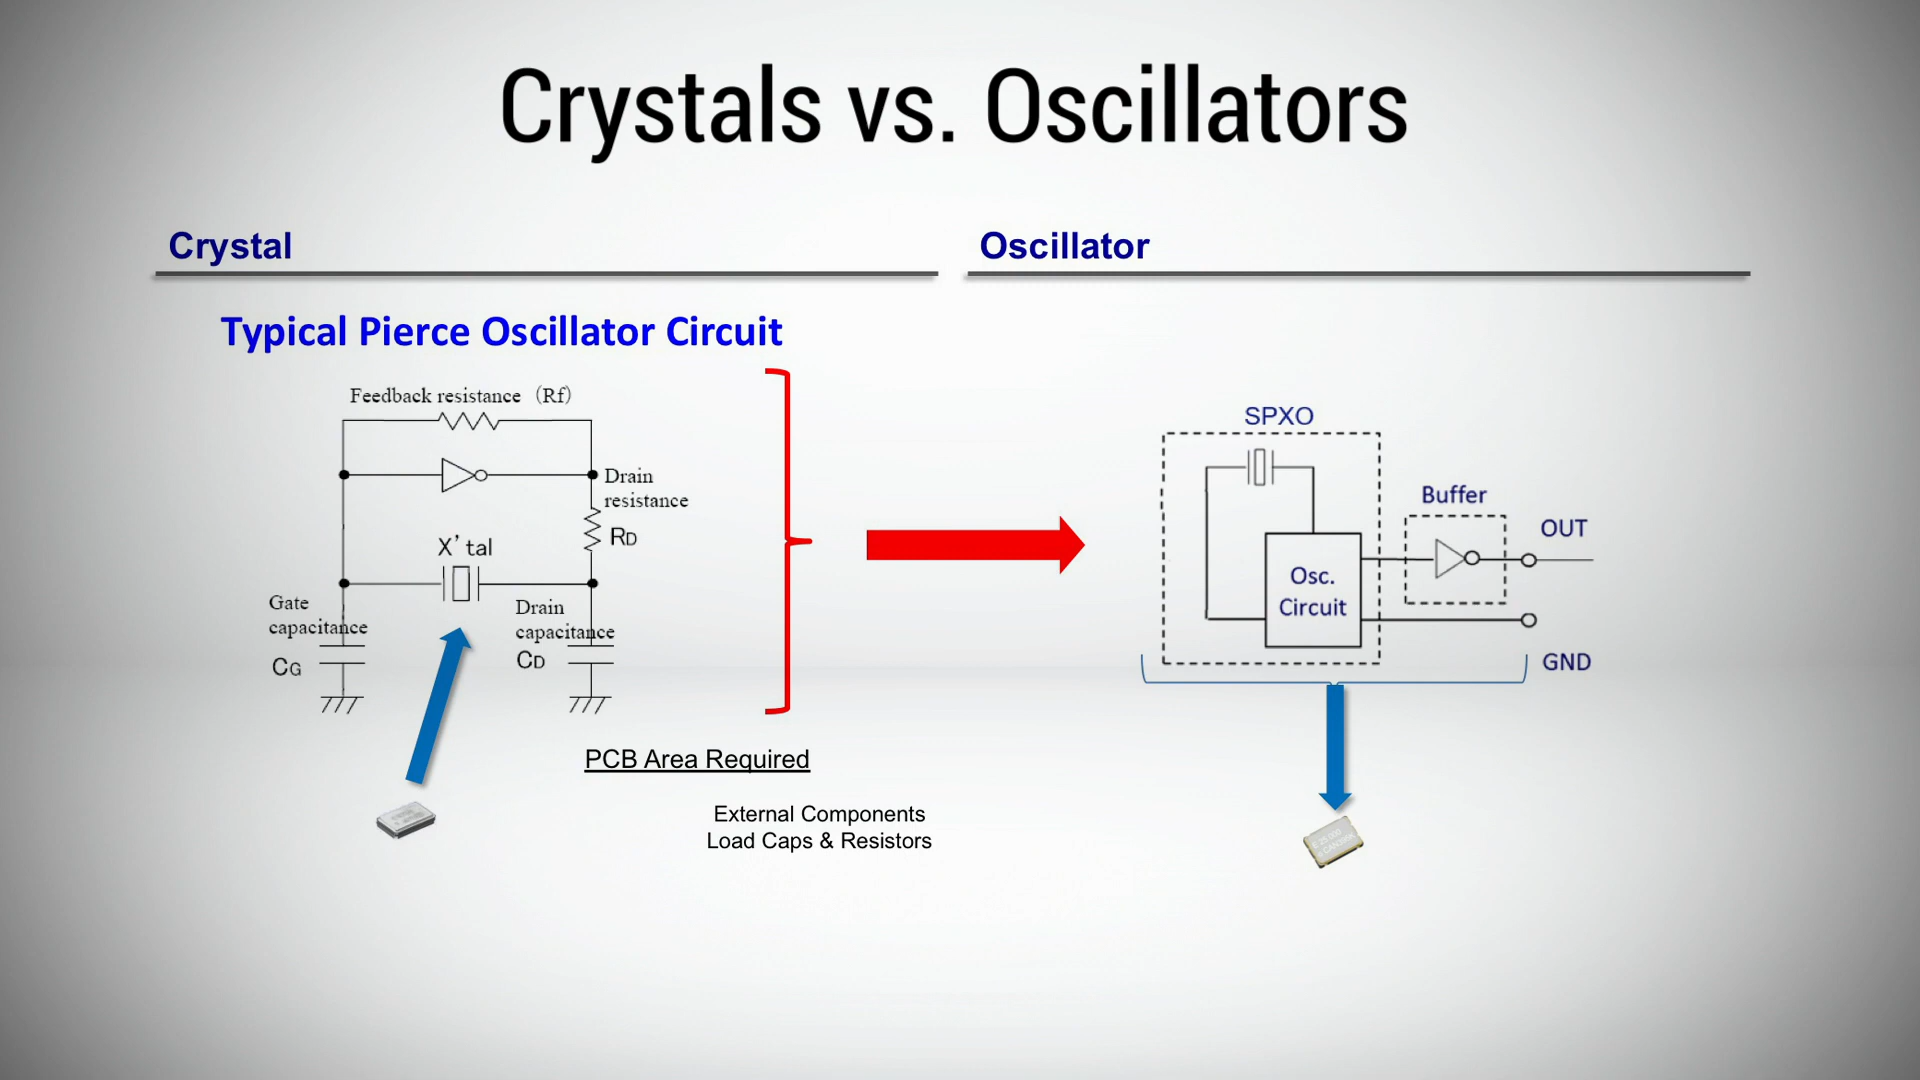 Crystals vs. Oscillators
Crystal
Oscillator
Typical Pierce Oscillator Circuit
Feedback resistance (Rf)
Drain
resistance
RD
X' tal
Gate
capacitance
CG
Drain
capacitance
CD
PCB Area Required
External Components
Load Caps & Resistors
SPXO
Osc.
Circuit
Buffer
OUT
GND